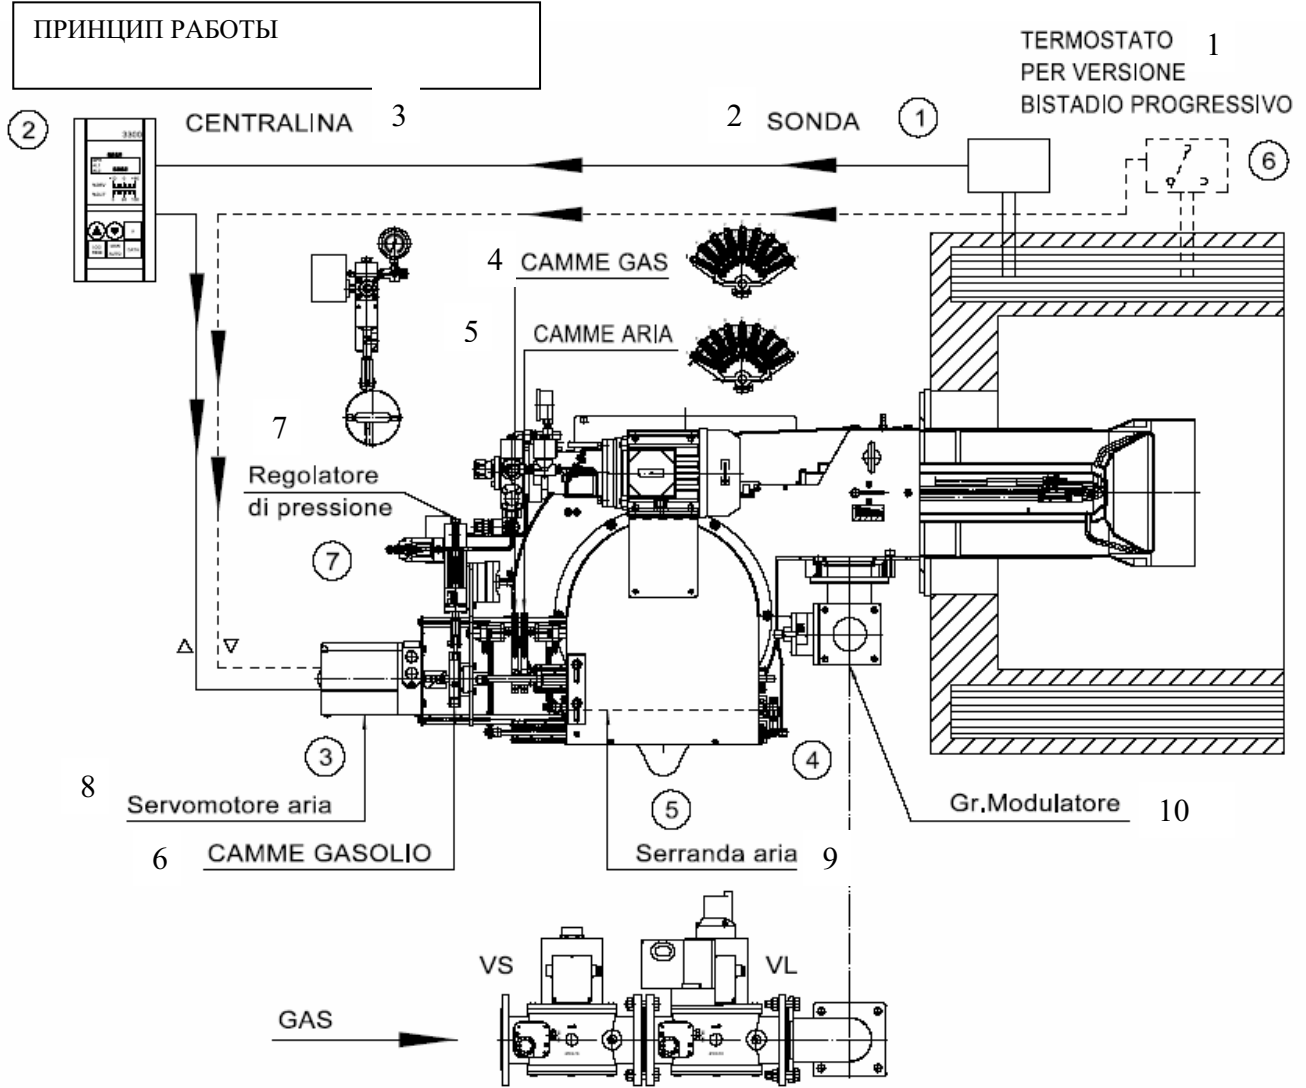 ПРИНЦИП РАБОТЫ
TERMOSTATO 1
PER VERSIONE
BISTADIO PROGRESSIVO
2
CENTRALINA 3
2 SONDA 1
6
3300
4 CAMME GAS
5 CAMME ARIA
7
Regolatore
di pressione
7
3
4
5
8
Servomotore aria
6 CAMME GASOLIO
Serranda aria 9
Gr.Modulatore 10
VS
VL
GAS